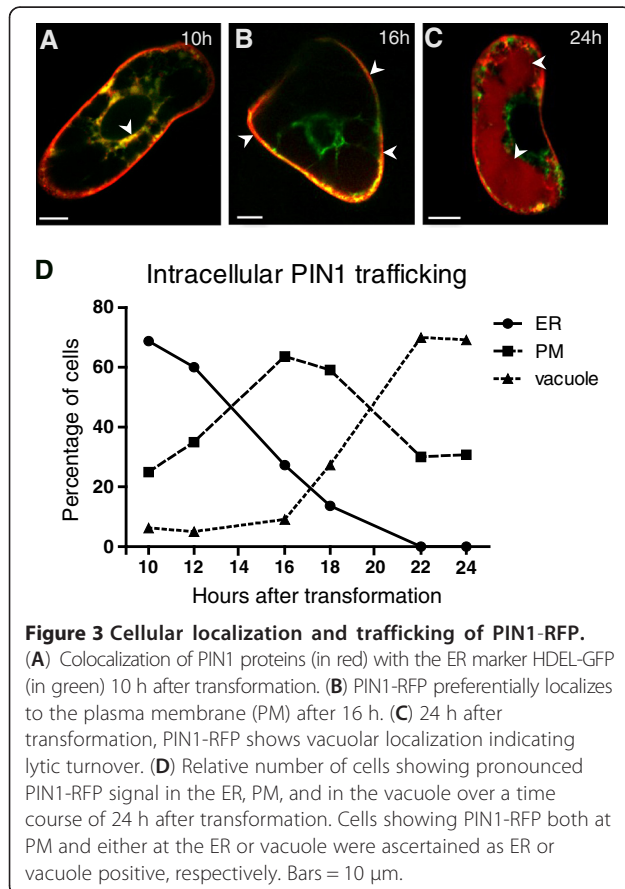 A 10h B 16h C 24h
D Intracellular PIN1 trafficking
80
60
40
20
0
Percentage of cells
ER
PM
vacuole
10 12 14 16 18 20 22 24
Hours after transformation
Figure 3 Cellular localization and trafficking of PIN1-RFP.
(A) Colocalization of PIN1 proteins (in red) with the ER marker HDEL-GFP
(in green) 10 h after transformation. (B) PIN1-RFP preferentially localizes
to the plasma membrane (PM) after 16 h. (C) 24 h after
transformation, PIN1-RFP shows vacuolar localization indicating
lytic turnover. (D) Relative number of cells showing pronounced
PIN1-RFP signal in the ER, PM, and in the vacuole over a time
course of 24 h after transformation. Cells showing PIN1-RFP both at
PM and either at the ER or vacuole were ascertained as ER or
vacuole positive, respectively. Bars = 10 μm.